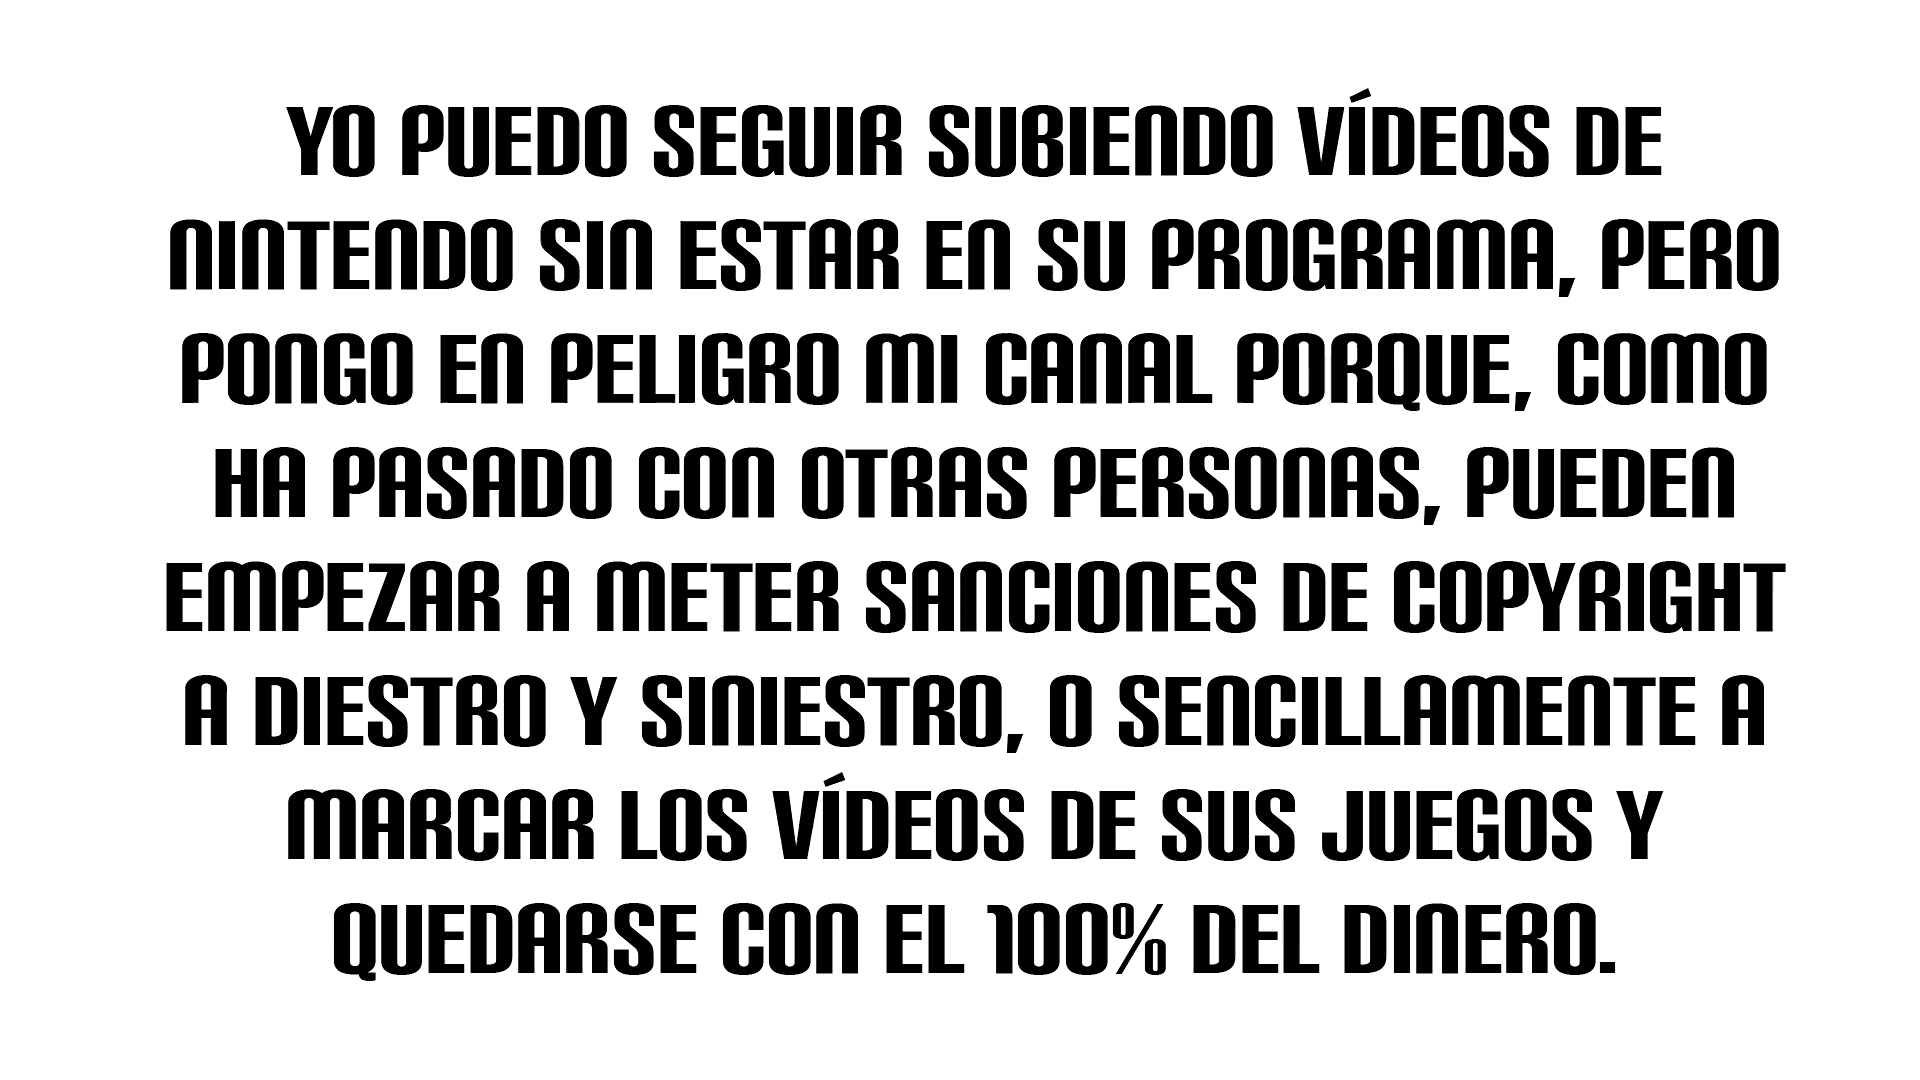 YO PUEDO SEGUIR SUBIENDO VÍDEOS DE
NINTENDO SIN ESTAR EN SU PROGRAMA, PERO
PONGO EN PELIGRO MI CANAL PORQUE, COMO
HA PASADO CON OTRAS PERSONAS, PUEDEN
EMPEZAR A METER SANCIONES DE COPYRIGHT
A DIESTRO Y SINIESTRO, O SENCILLAMENTE A
MARCAR LOS VÍDEOS DE SUS JUEGOS Y
QUEDARSE CON EL 100% DEL DINERO.